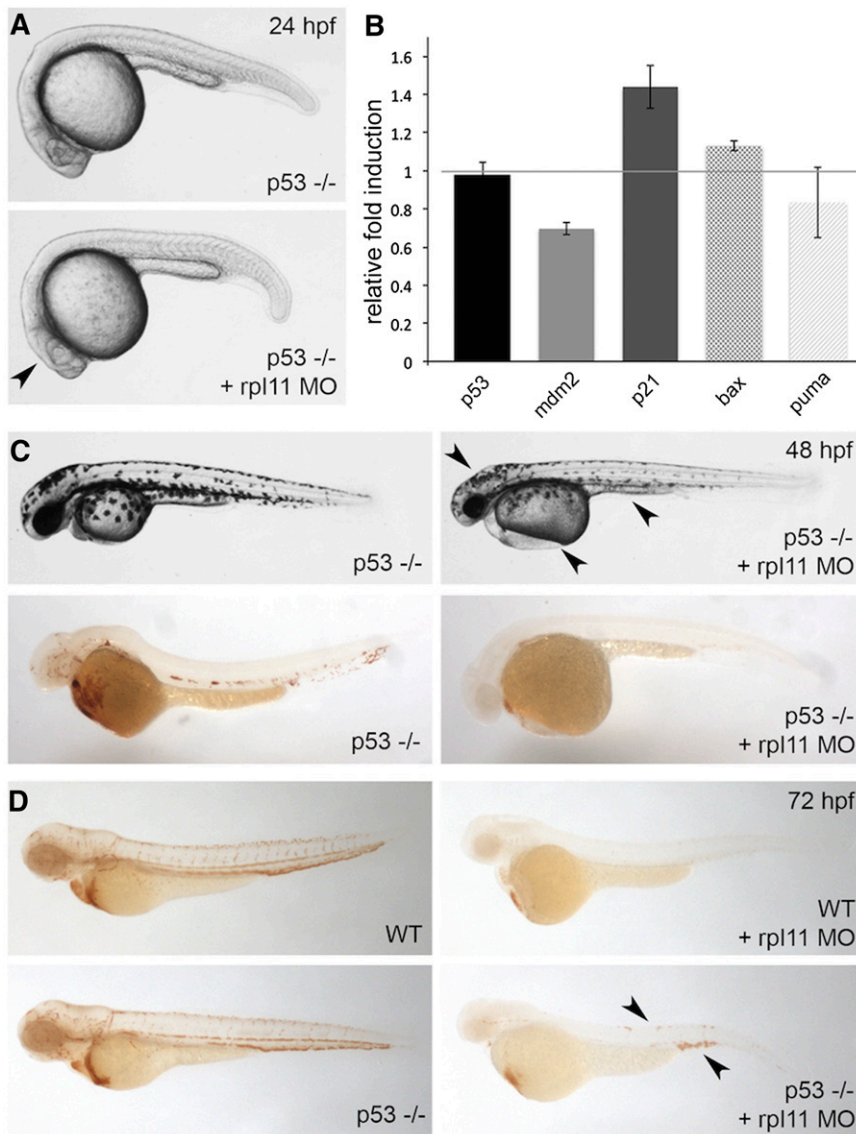 A
24 hpf
p53 -/-
p53 -/-
+ rpl11 MO
B
relative fold induction
1.6
1.4
1.2
1
0.8
0.6
0.4
0.2
0
p53
mdm2
p21
bax
puma
C
p53 -/-
48 hpf
p53 -/-
+ rpl11 MO
p53 -/-
p53 -/-
+ rpl11 MO
D
WT
72 hpf
WT
+ rpl11 MO
p53 -/-
p53 -/-
+ rpl11 MO